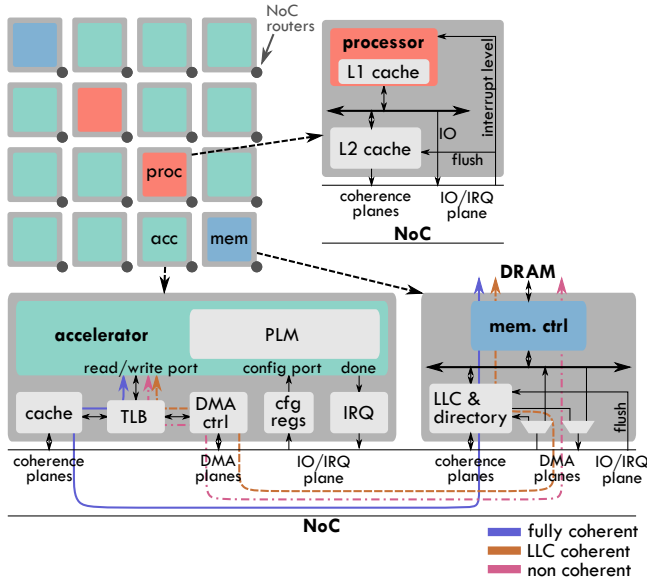 NoC
routers
proc
acc
mem
processor
L1 cache
IO
interrupt level
L2 cache
flush
coherence
planes
IO/IRQ
plane
NoC
accelerator
PLM
read/write port
config port
done
cache
TLB
DMA
ctrl
cfg
regs
IRQ
coherence
planes
DMA
planes
IO/IRQ
plane
DRAM
mem. ctrl
LLC &
directory
flush
coherence
planes
DMA
planes
IO/IRQ
plane
NoC
fully coherent
LLC coherent
non coherent